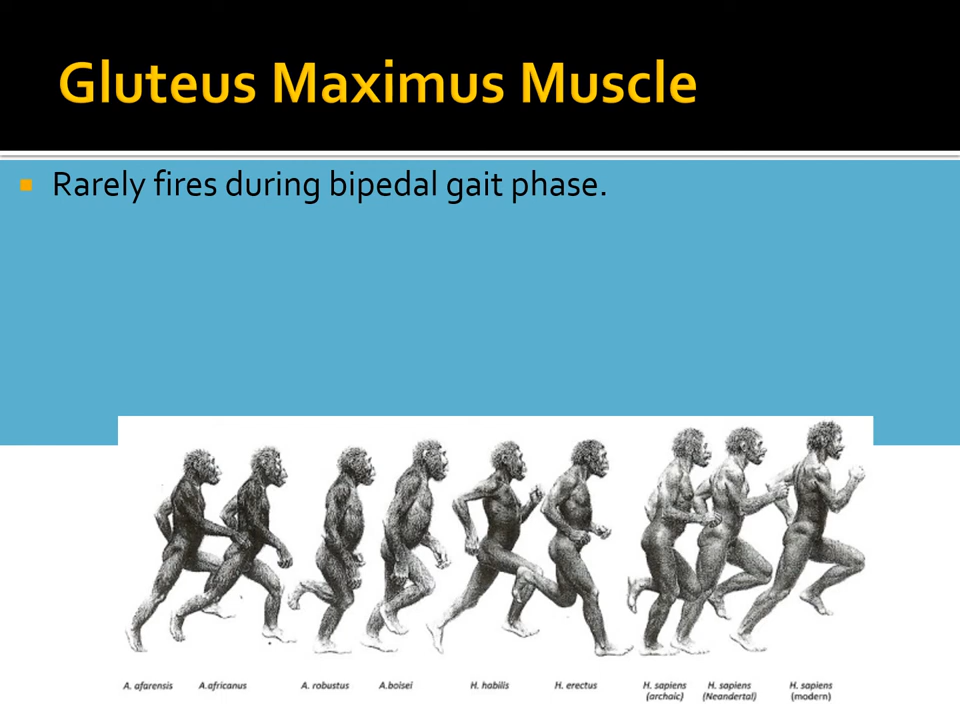 Gluteus Maximus Muscle
Rarely fires during bipedal gait phase.
A. afarensis A.africanus A. robustus A.boisei H. habilis H. erectus H. sapiens H. sapiens H. sapiens
(archaic) (Neandertal) (modern)